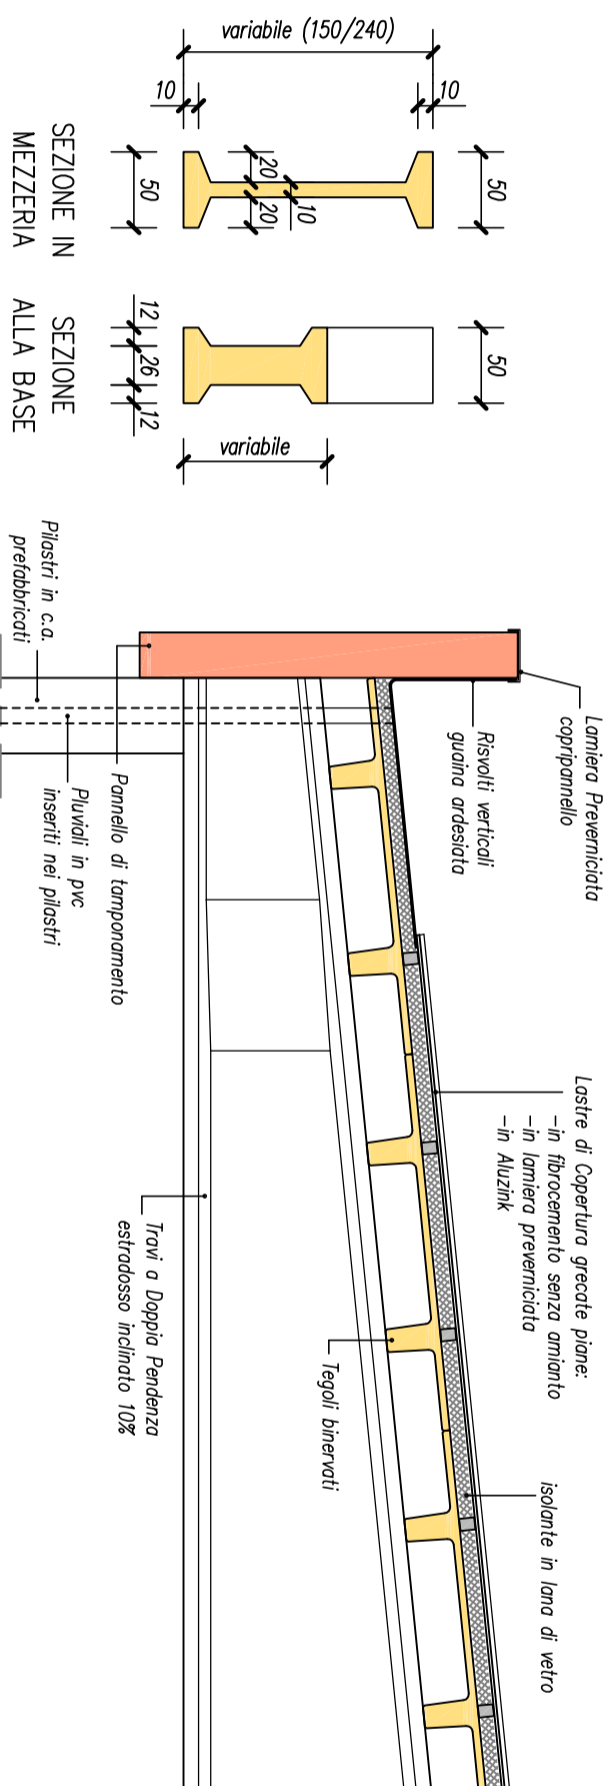 variabile (150/240)
10
10
50
20
10
20
50
SEZIONE IN
MEZZERIA
50
12
26
12
variabile
SEZIONE
ALLA BASE
Lamiera Preverniciata
copripannello
Risvolti verticali
guaina ardesiata
Lastre di Copertura grecate piane:
-in fibrocemento senza amianto
-in lamiera preverniciata
-in Aluzink
isolante in lana di vetro
Tegoli binervati
Travi a Doppia Pendenza
estradosso inclinato 10%
Pannello di tamponamento
Pluviali in pvc
inseriti nei pilastri
Pilastri in c.a.
prefabbricati